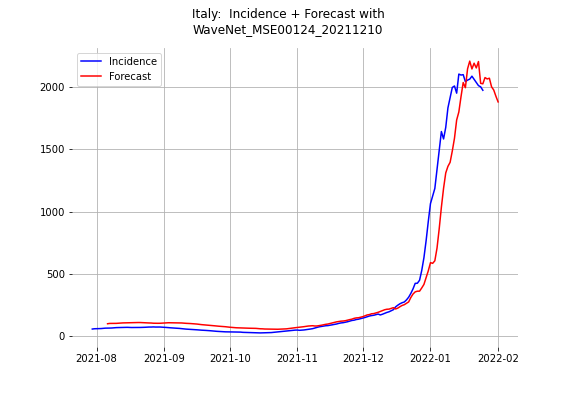 Italy:  Incidence + Forecast with
WaveNet_MSE00124_20211210
Incidence
Forecast
2000
1500
1000
500
0
2021-08 2021-09 2021-10 2021-11 2021-12 2022-01 2022-02